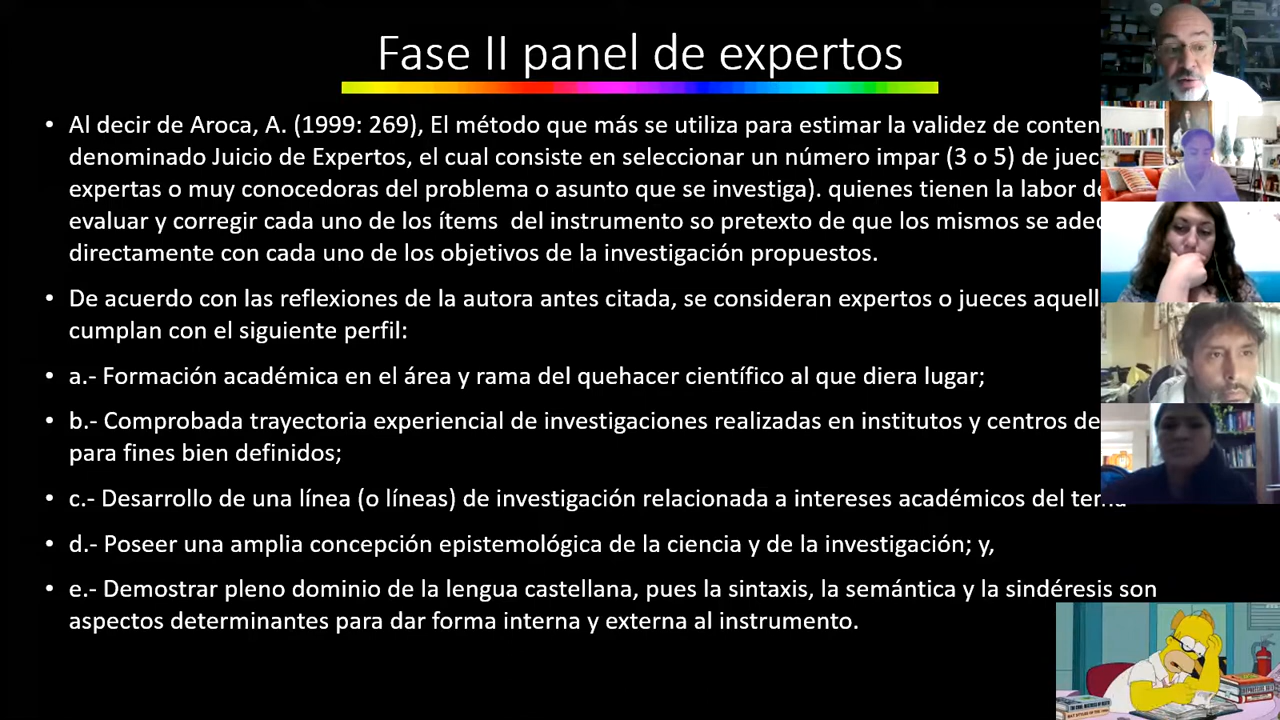 Fase II panel de expertos
• Al decir de Aroca, A. (1999: 269), El método que más se utiliza para estimar la validez de
denominado Juicio de Expertos, el cual consiste en seleccionar un número impar (3 o 5) de
expertas o muy conocedoras del problema o asunto que se investiga). quienes tienen la labor
evaluar y corregir cada uno de los ítems del instrumento so pretexto de que los mismos se
directamente con cada uno de los objetivos de la investigación propuestos.
• De acuerdo con las reflexiones de la autora antes citada, se consideran expertos o jueces
cumplan con el siguiente perfil:
• a.- Formación académica en el área y rama del quehacer científico al que diera lugar;
• b.- Comprobada trayectoria experiencial de investigaciones realizadas en institutos y centros de
para fines bien definidos;
• c.- Desarrollo de una línea (o líneas) de investigación relacionada a intereses académicos del
• d.- Poseer una amplia concepción epistemológica de la ciencia y de la investigación; y,
• e.- Demostrar pleno dominio de la lengua castellana, pues la sintaxis, la semántica y la sindéresis son
aspectos determinantes para dar forma interna y externa al instrumento.